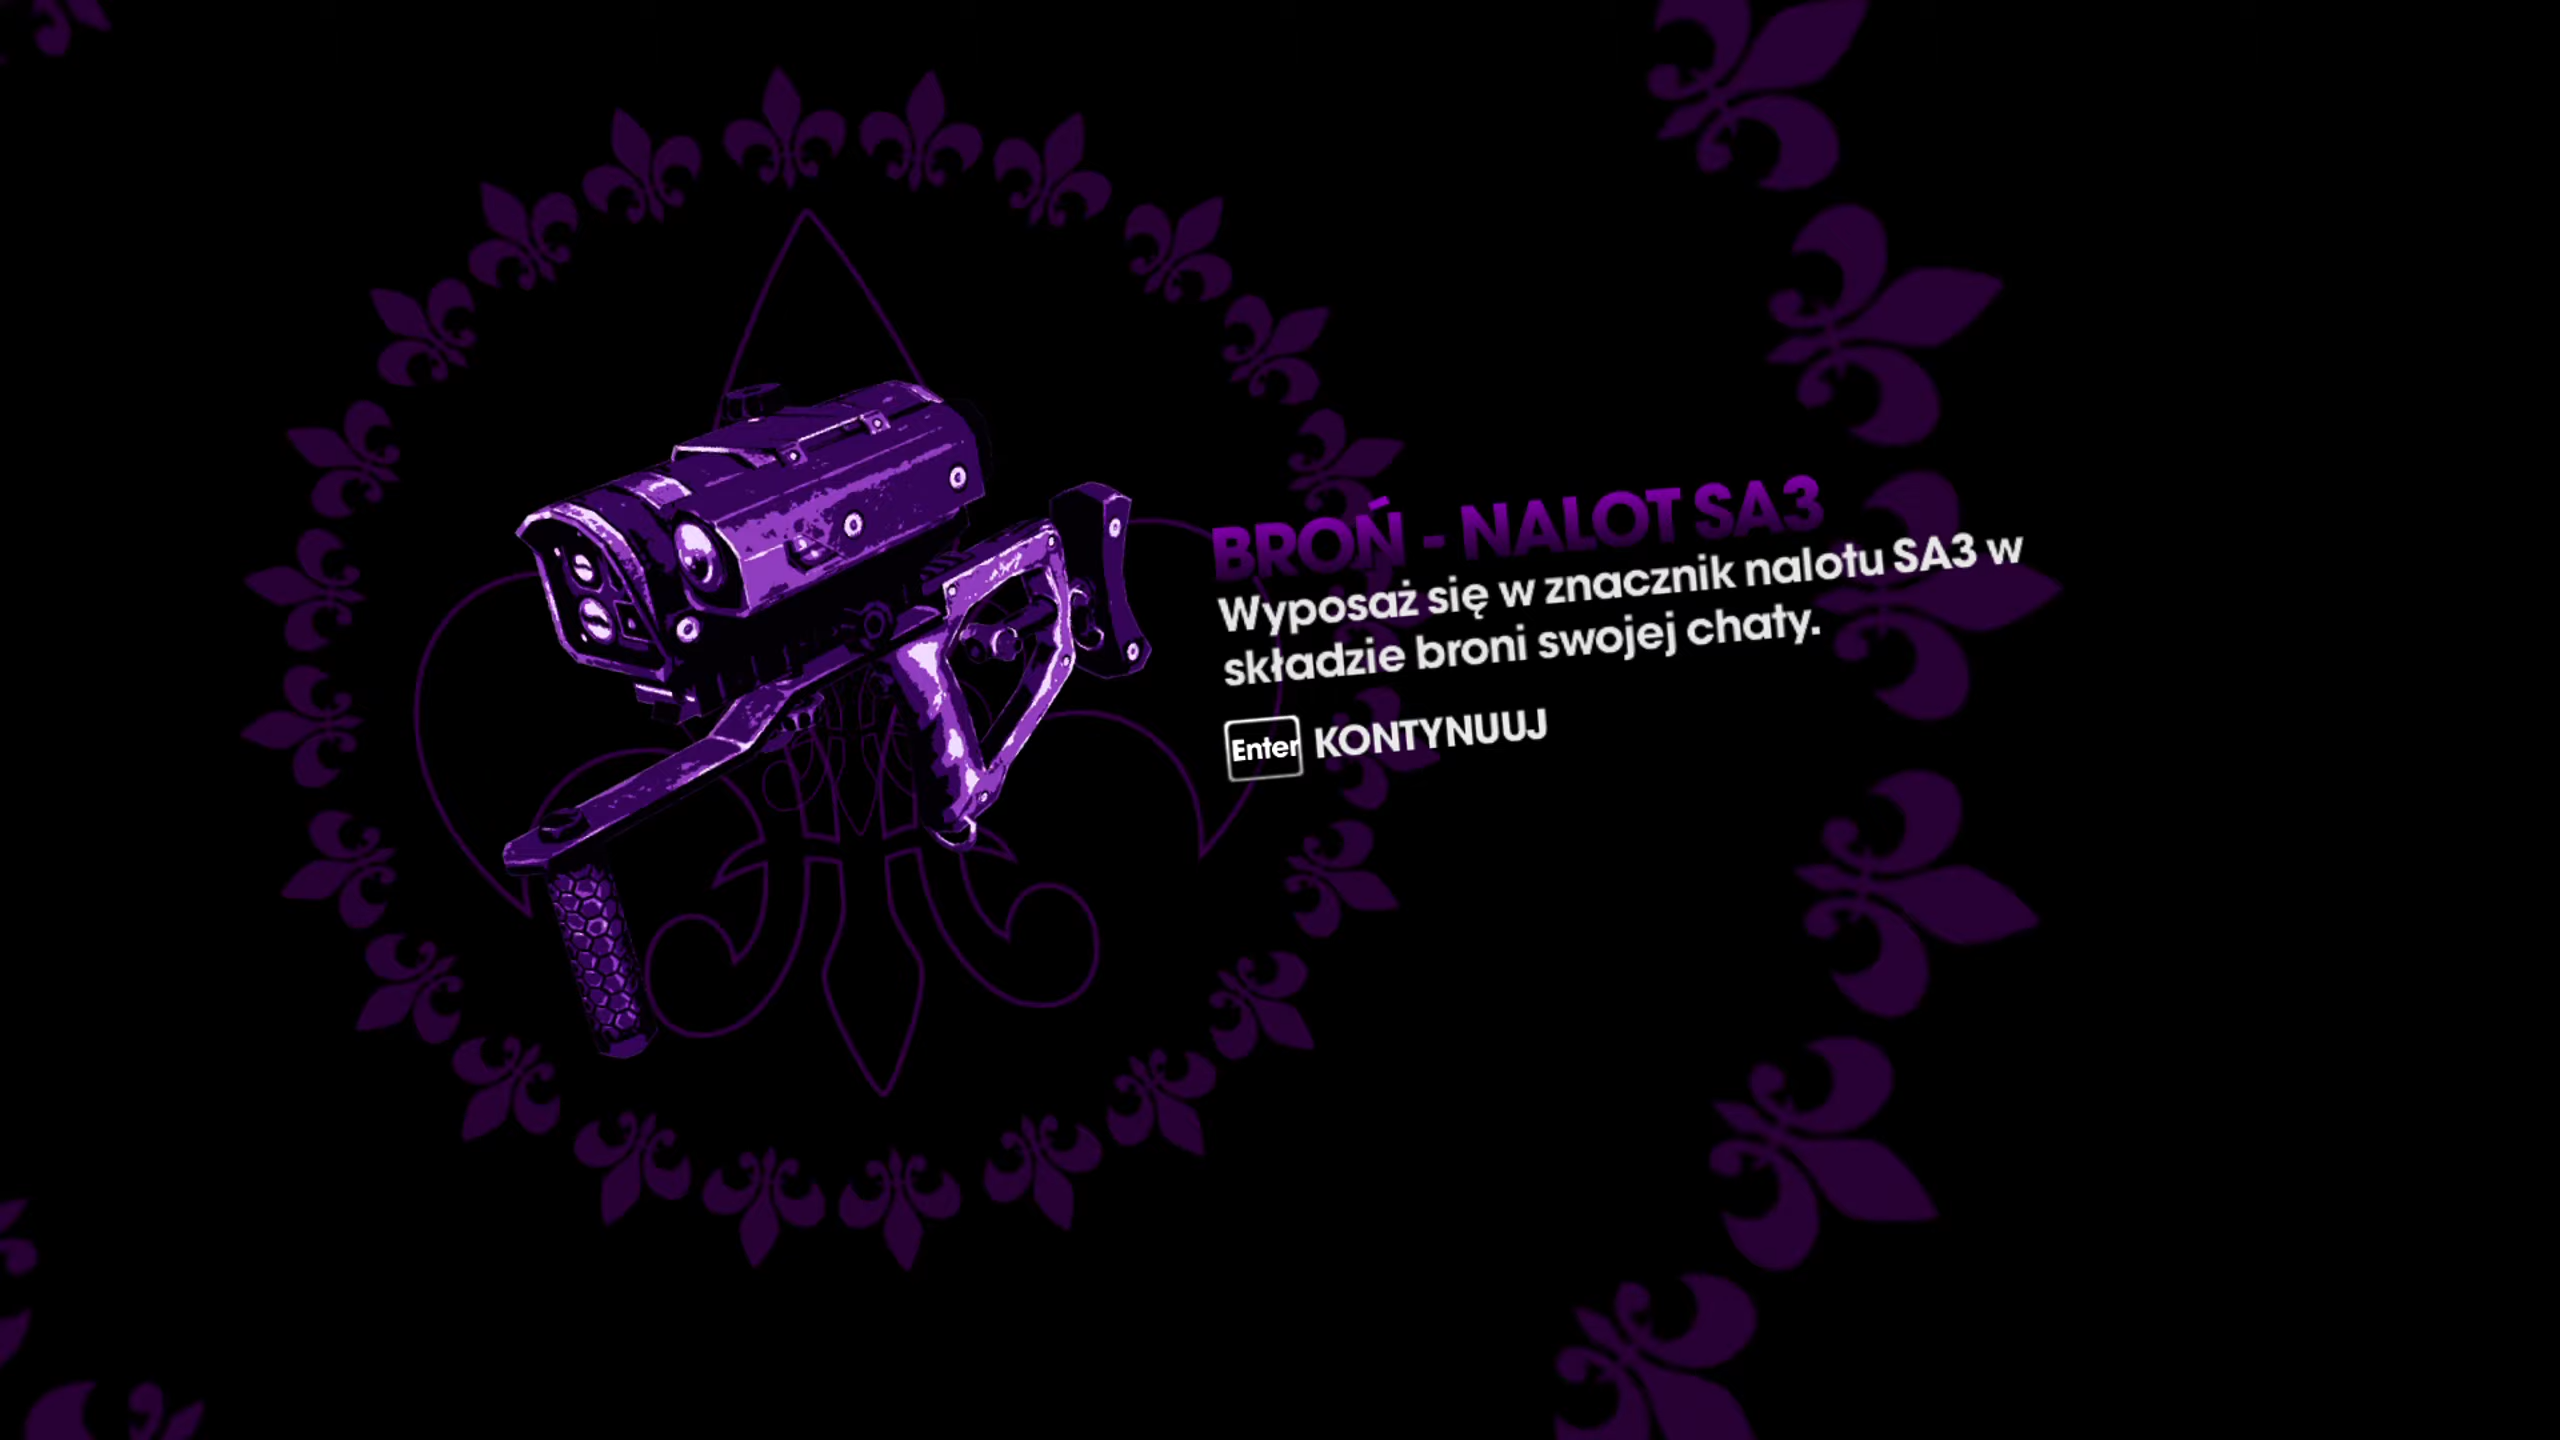 BROŃ - NALOT SA3
Wyposaż się w znacznik nalotu SA3 w
składzie broni swojej chaty.
Enter KONTYNUUJ